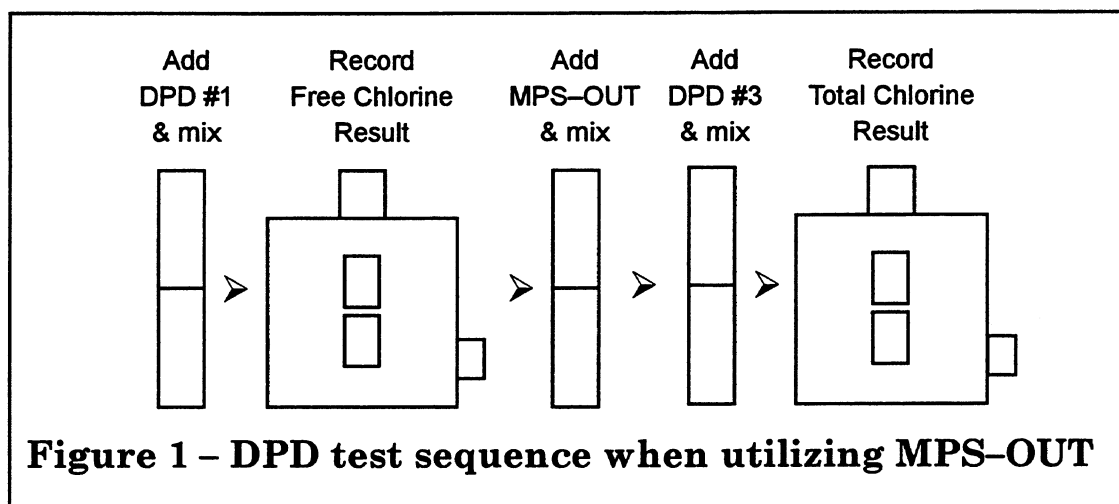 Add
DPD #1
& mix
Record
Free Chlorine
Result
Add
MPS–OUT
& mix
Add
DPD #3
& mix
Record
Total Chlorine
Result
Figure 1 – DPD test sequence when utilizing MPS–OUT